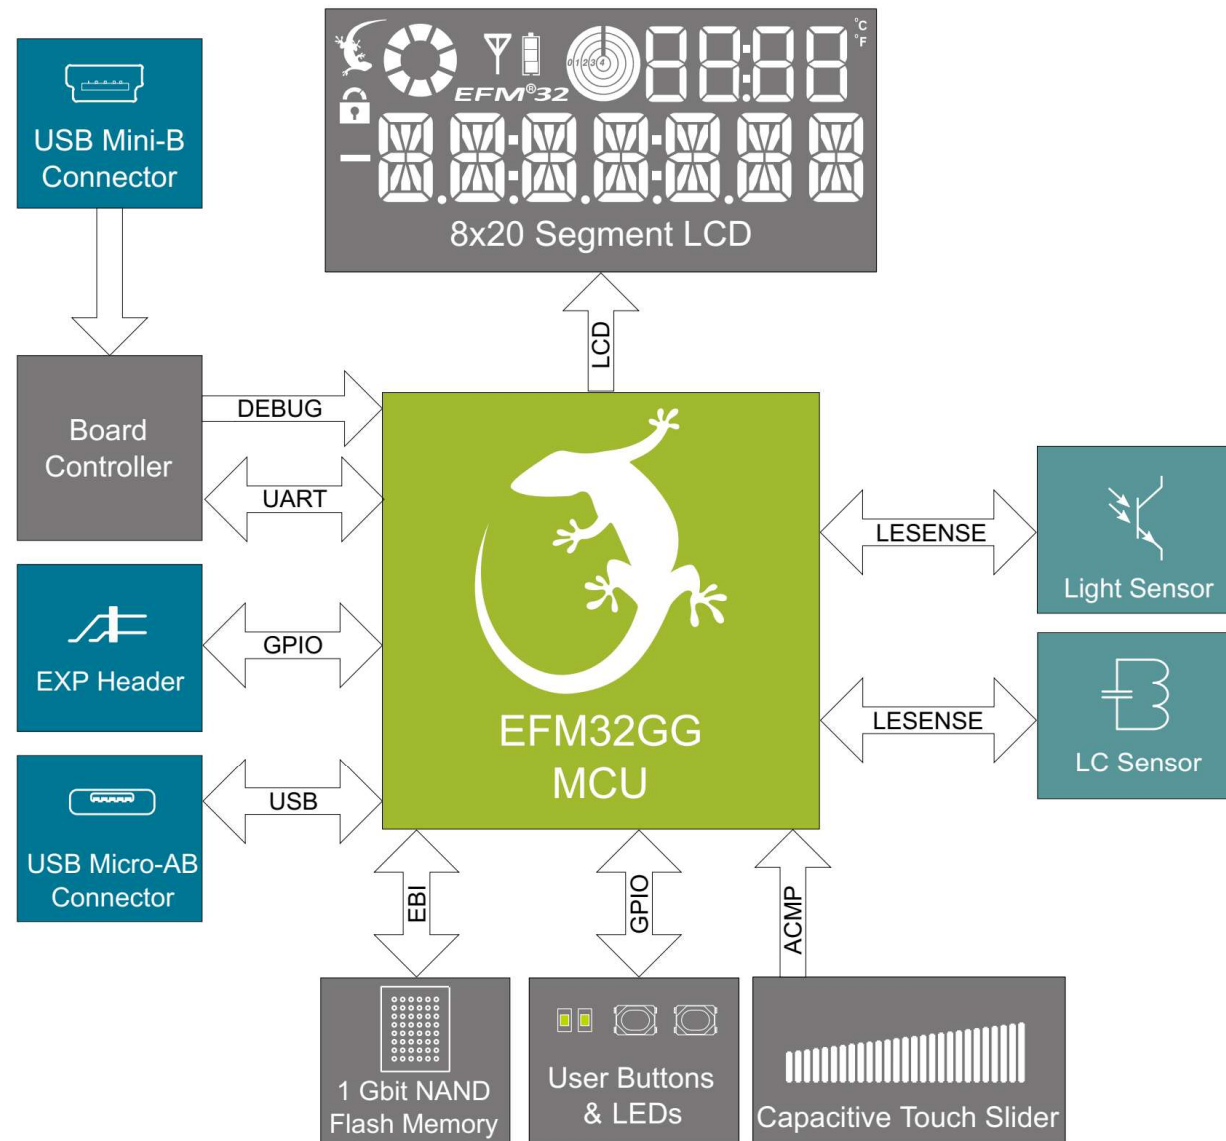 °C
°F
0 1 2 3 4
EFM®32
8x20 Segment LCD
USB Mini-B
Connector
LCD
Board
Controller
DEBUG
UART
EXP Header
GPIO
USB Micro-AB
Connector
USB
EFM32GG
MCU
LESENSE
Light Sensor
LESENSE
LC Sensor
EBI
GPIO
ACMP
1 Gbit NAND
Flash Memory
User Buttons
& LEDs
Capacitive Touch Slider